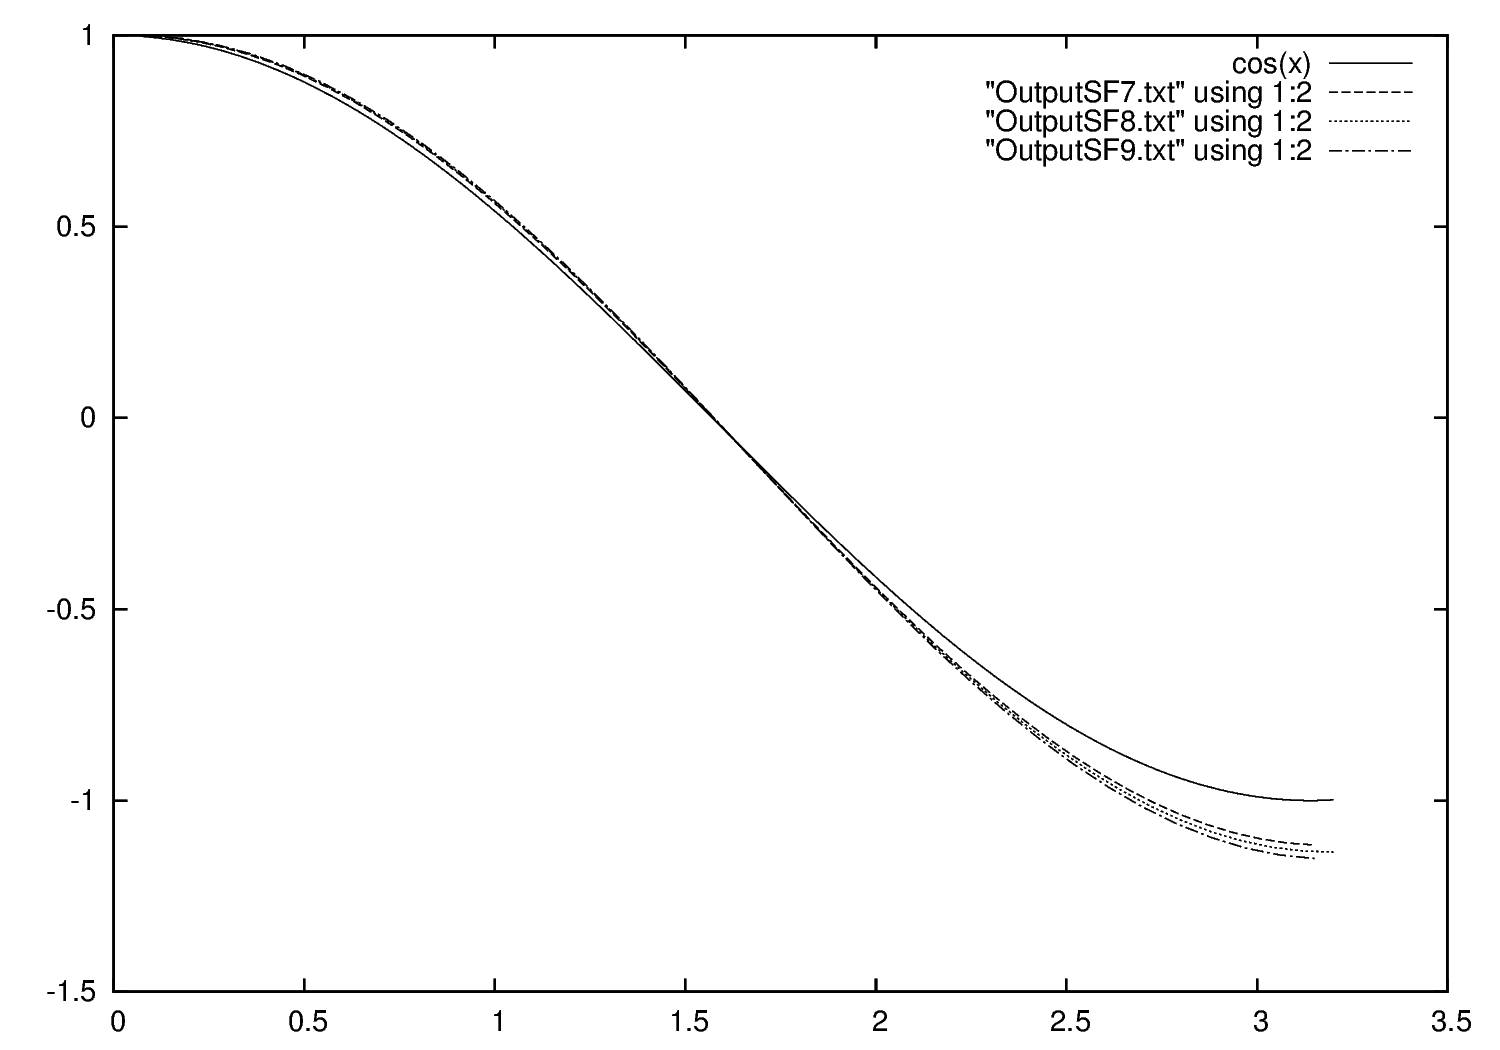 1
cos(x)
"OutputSF7.txt" using 1:2
"OutputSF8.txt" using 1:2
"OutputSF9.txt" using 1:2
0.5
0
-0.5
-1
-1.5
0 0.5 1 1.5 2 2.5 3 3.5